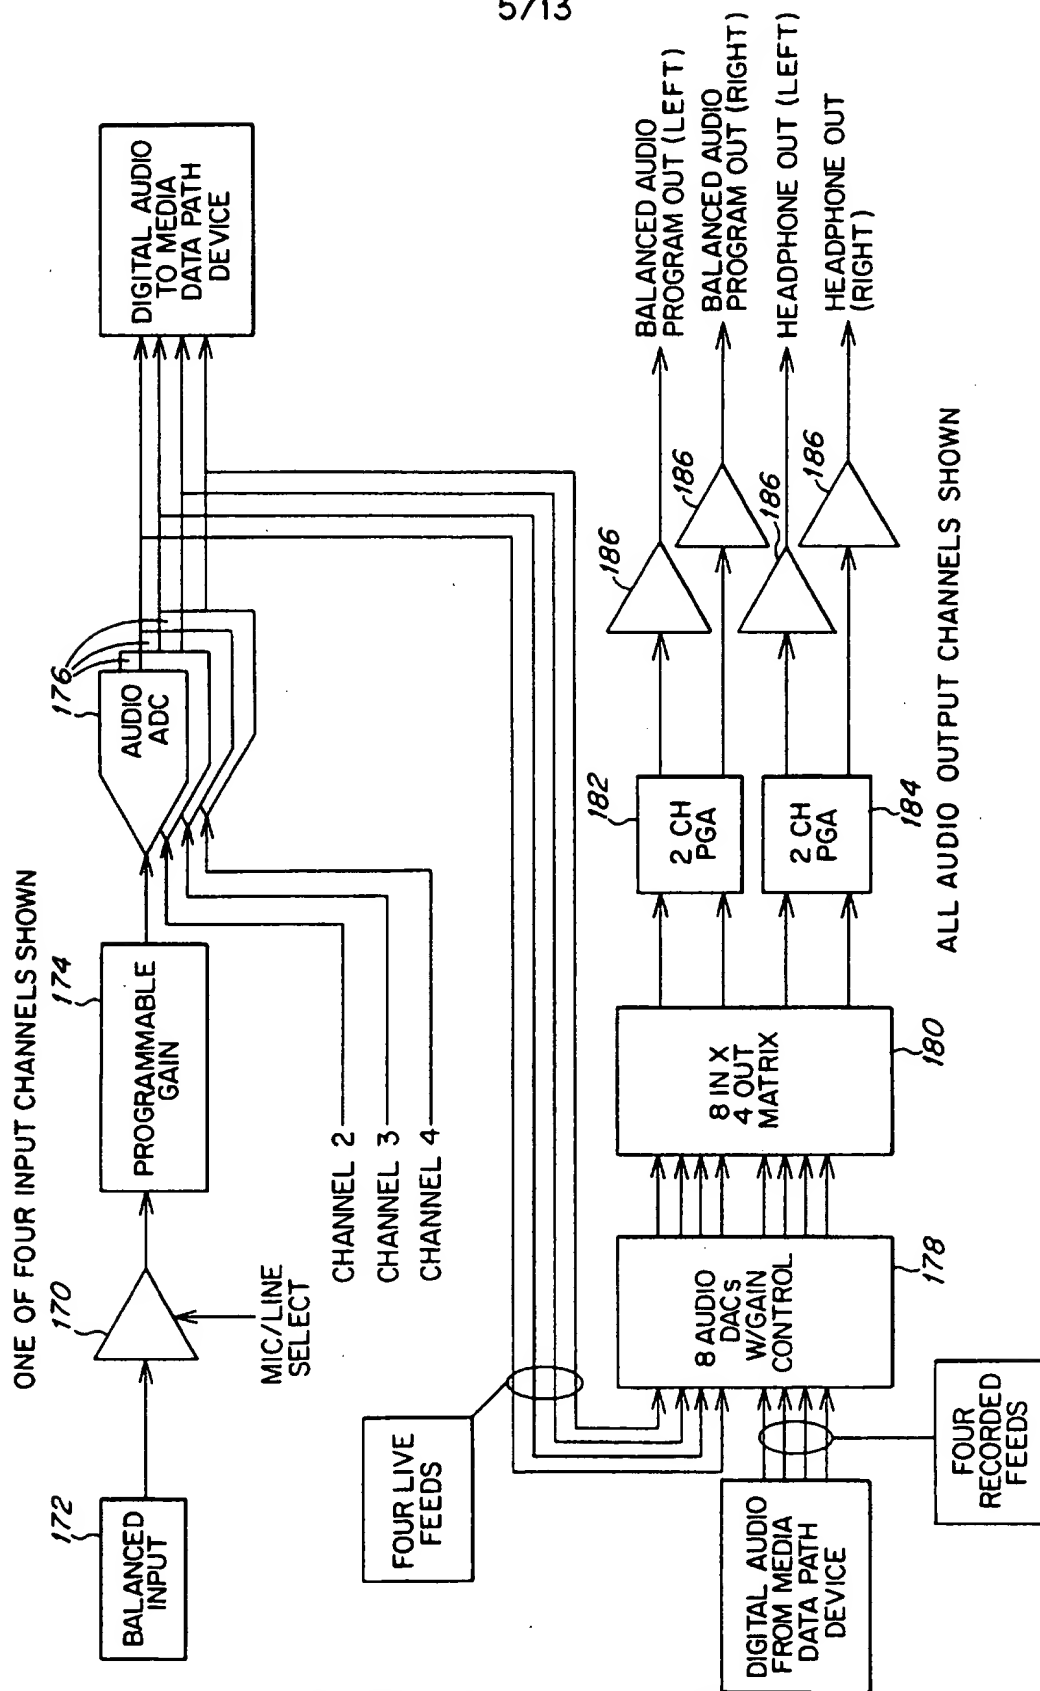 5/13
ONE OF FOUR INPUT CHANNELS SHOWN
172
BALANCED
INPUT
170
MIC/LINE
SELECT
174
PROGRAMMABLE
GAIN
CHANNEL 2
CHANNEL 3
CHANNEL 4
176
AUDIO
ADC
176
DIGITAL AUDIO
TO MEDIA
DATA PATH
DEVICE
FOUR LIVE
FEEDS
DIGITAL AUDIO
FROM MEDIA
DATA PATH
DEVICE
FOUR
RECORDED
FEEDS
8 AUDIO
DACs
W/GAIN
CONTROL
178
8 IN X
4 OUT
MATRIX
180
182
2 CH
PGA
2 CH
PGA
184
186
186
186
186
BALANCED AUDIO
PROGRAM OUT (LEFT)
BALANCED AUDIO
PROGRAM OUT (RIGHT)
HEADPHONE OUT (LEFT)
HEADPHONE OUT
(RIGHT)
ALL AUDIO OUTPUT CHANNELS SHOWN